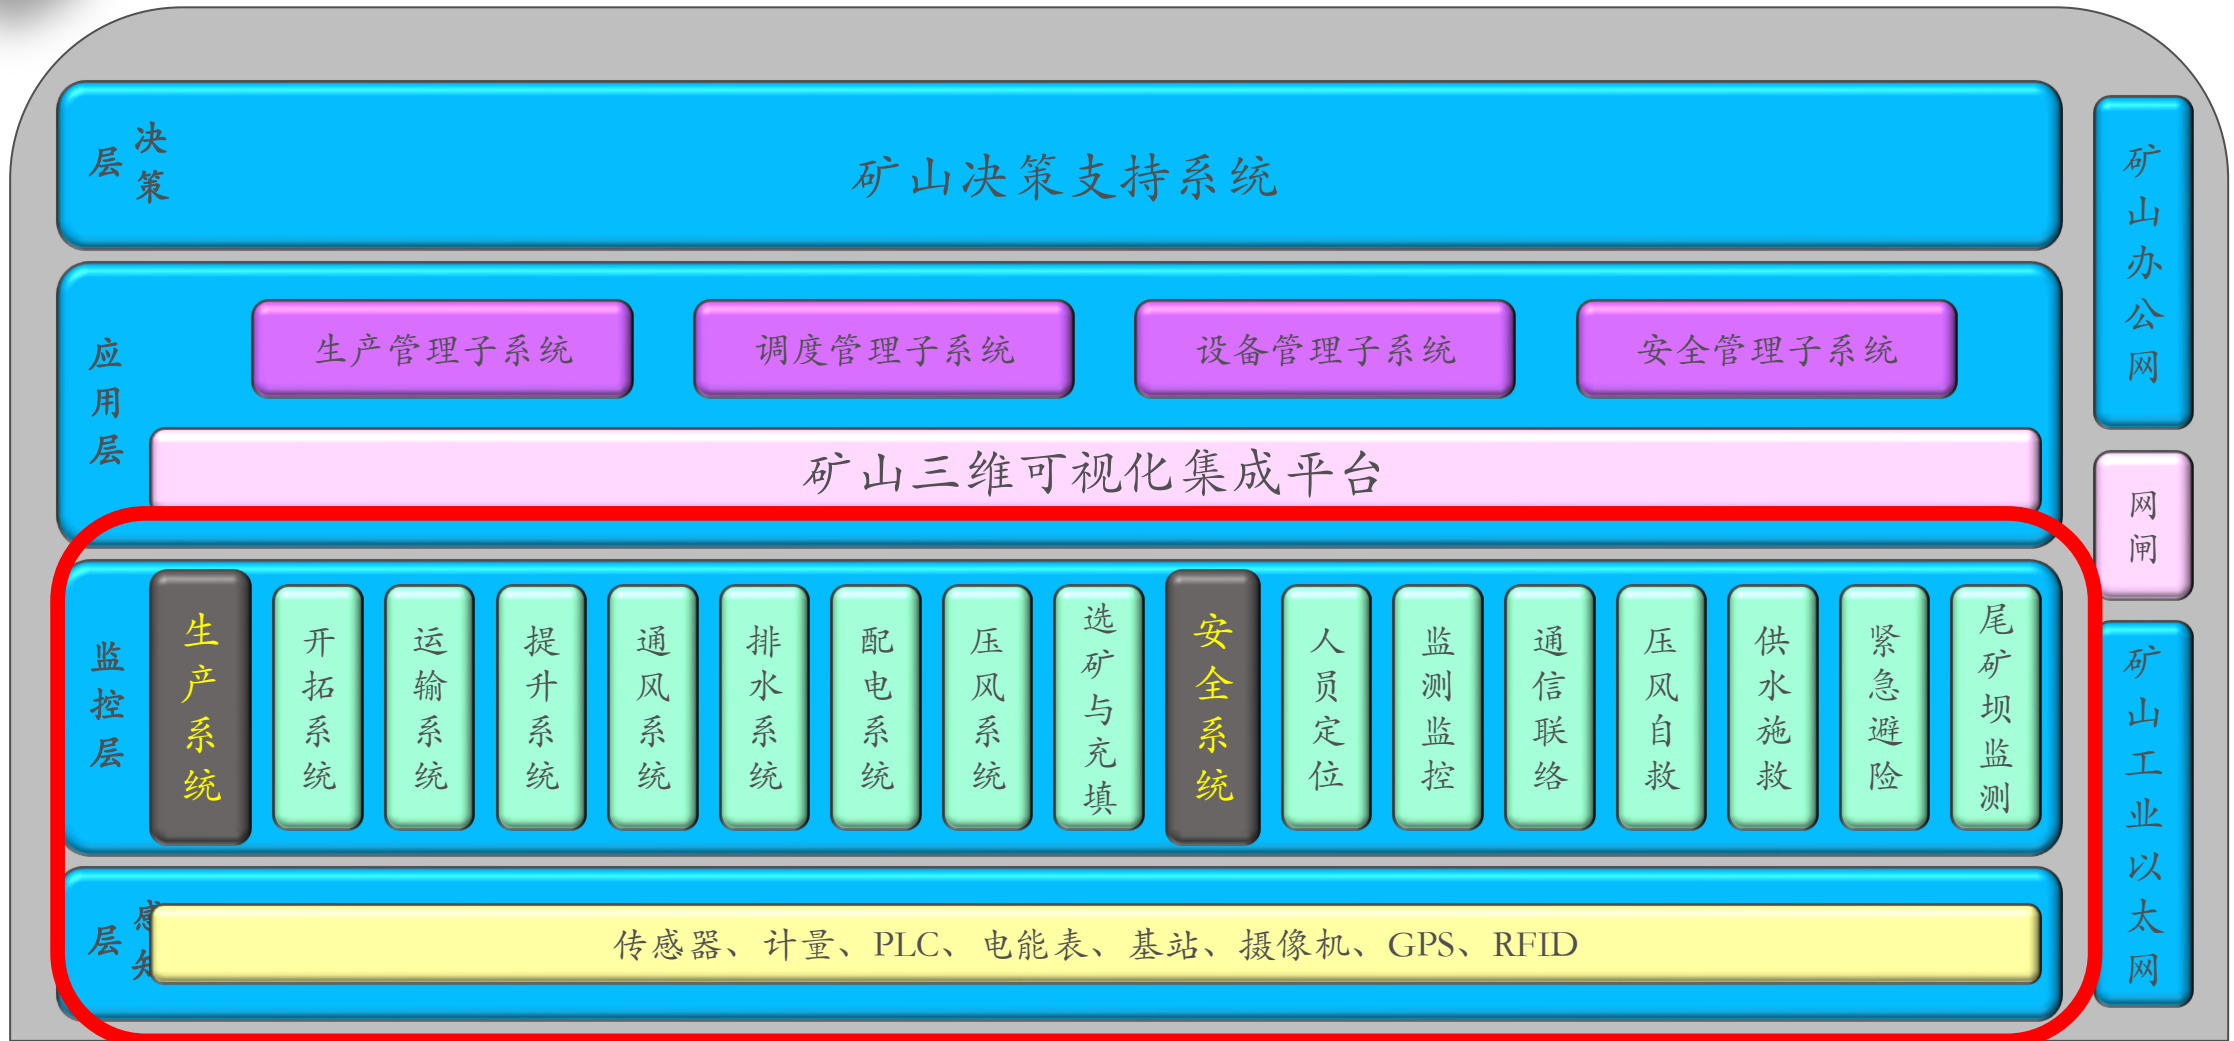 决策层
矿山决策支持系统
应用层
生产管理子系统
调度管理子系统
设备管理子系统
安全管理子系统
矿山三维可视化集成平台
监控层
生产系统
开拓系统
运输系统
提升系统
通风系统
排水系统
配电系统
压风系统
选矿与充填
安全系统
人员定位
监测监控
通信联络
压风自救
供水施救
紧急避险
尾矿坝监测
感知层
传感器、计量、PLC、电能表、基站、摄像机、GPS、RFID
矿山办公网
网闸
矿山工业以太网